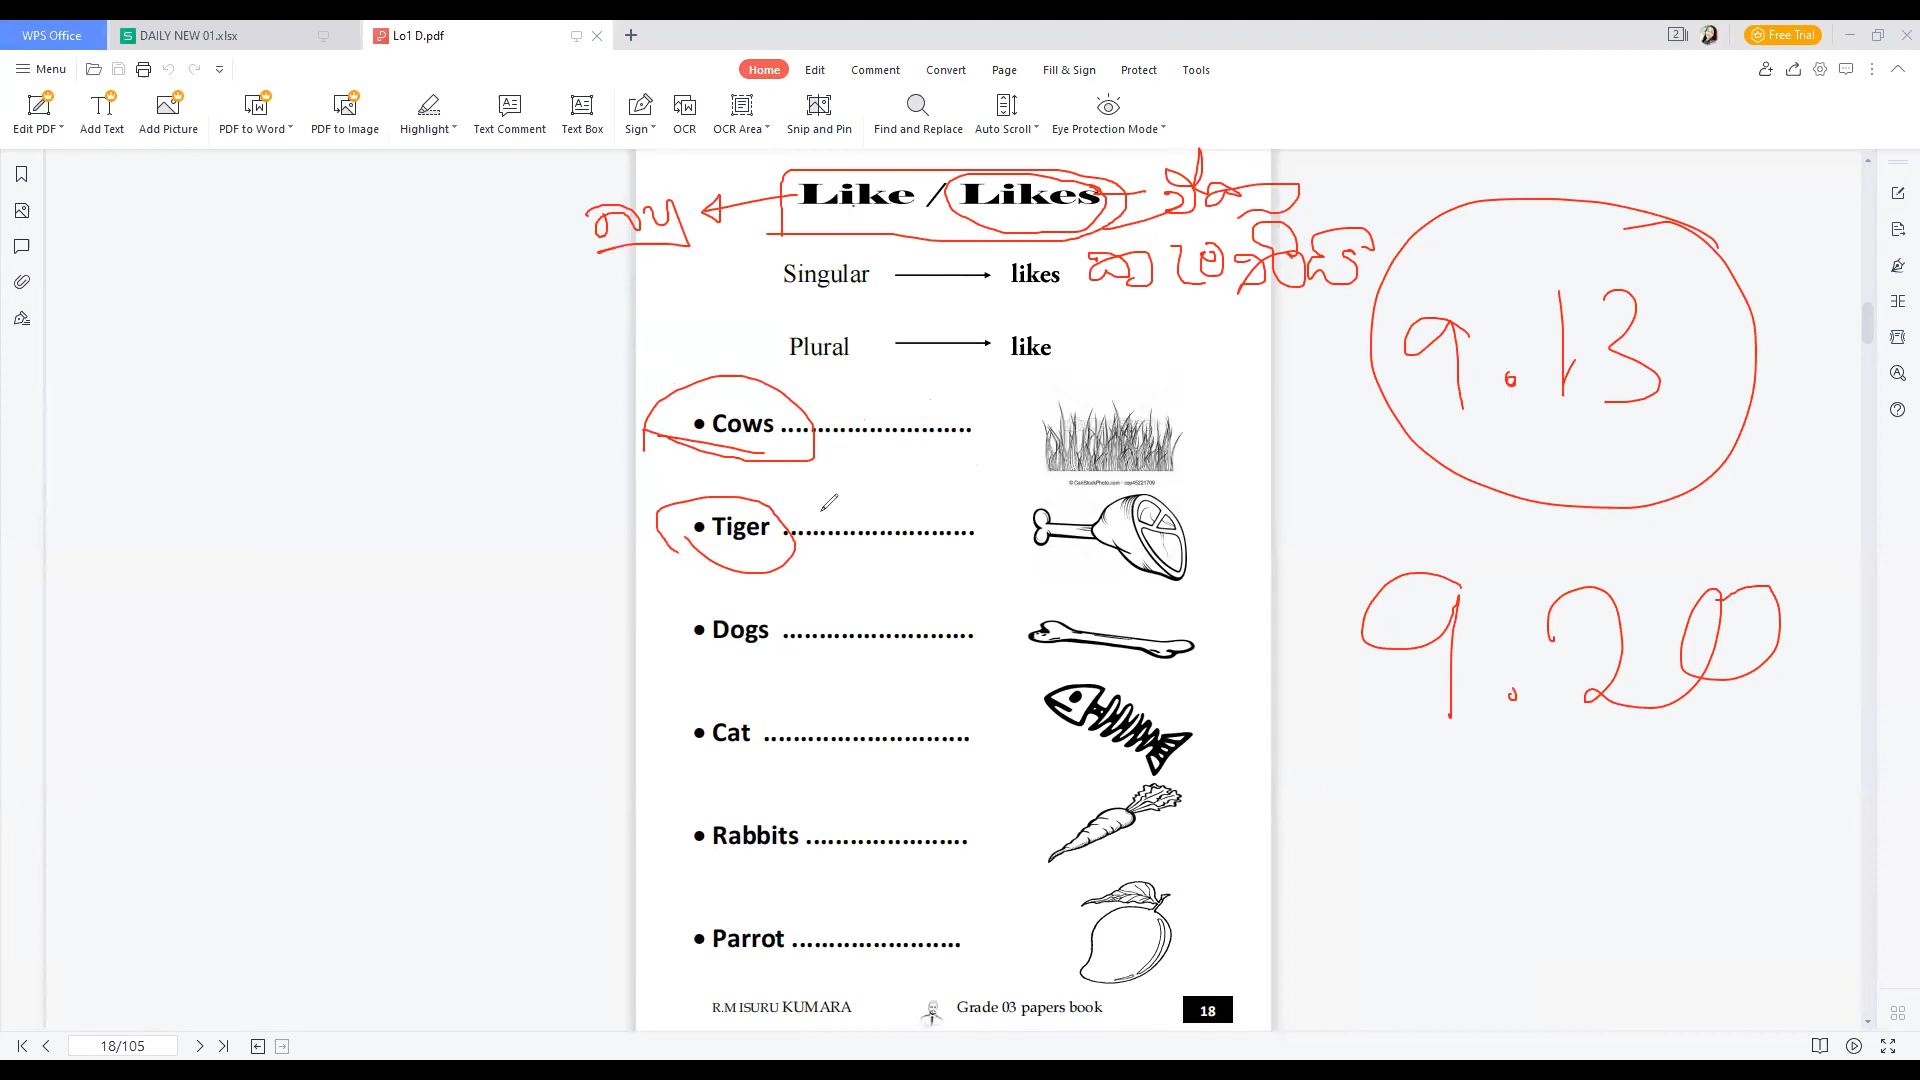 WPS Office
DAILY NEW 01.xlsx
Lo1 D.pdf
2
Free Trial
Menu
Home Edit Comment Convert Page Fill & Sign Protect Tools
Edit PDF Add Text Add Picture PDF to Word PDF to Image Highlight Text Comment Text Box Sign OCR OCR Area Snip and Pin Find and Replace Auto Scroll Eye Protection Mode
Like / Likes
Singular likes
Plural like
9.13
• Cows ..........................
© CanStockPhoto.com - csp45221709
• Tiger ..........................
• Dogs ..........................
9.20
• Cat ............................
• Rabbits ......................
• Parrot .......................
R.M ISURU KUMARA
Grade 03 papers book
18
18/105